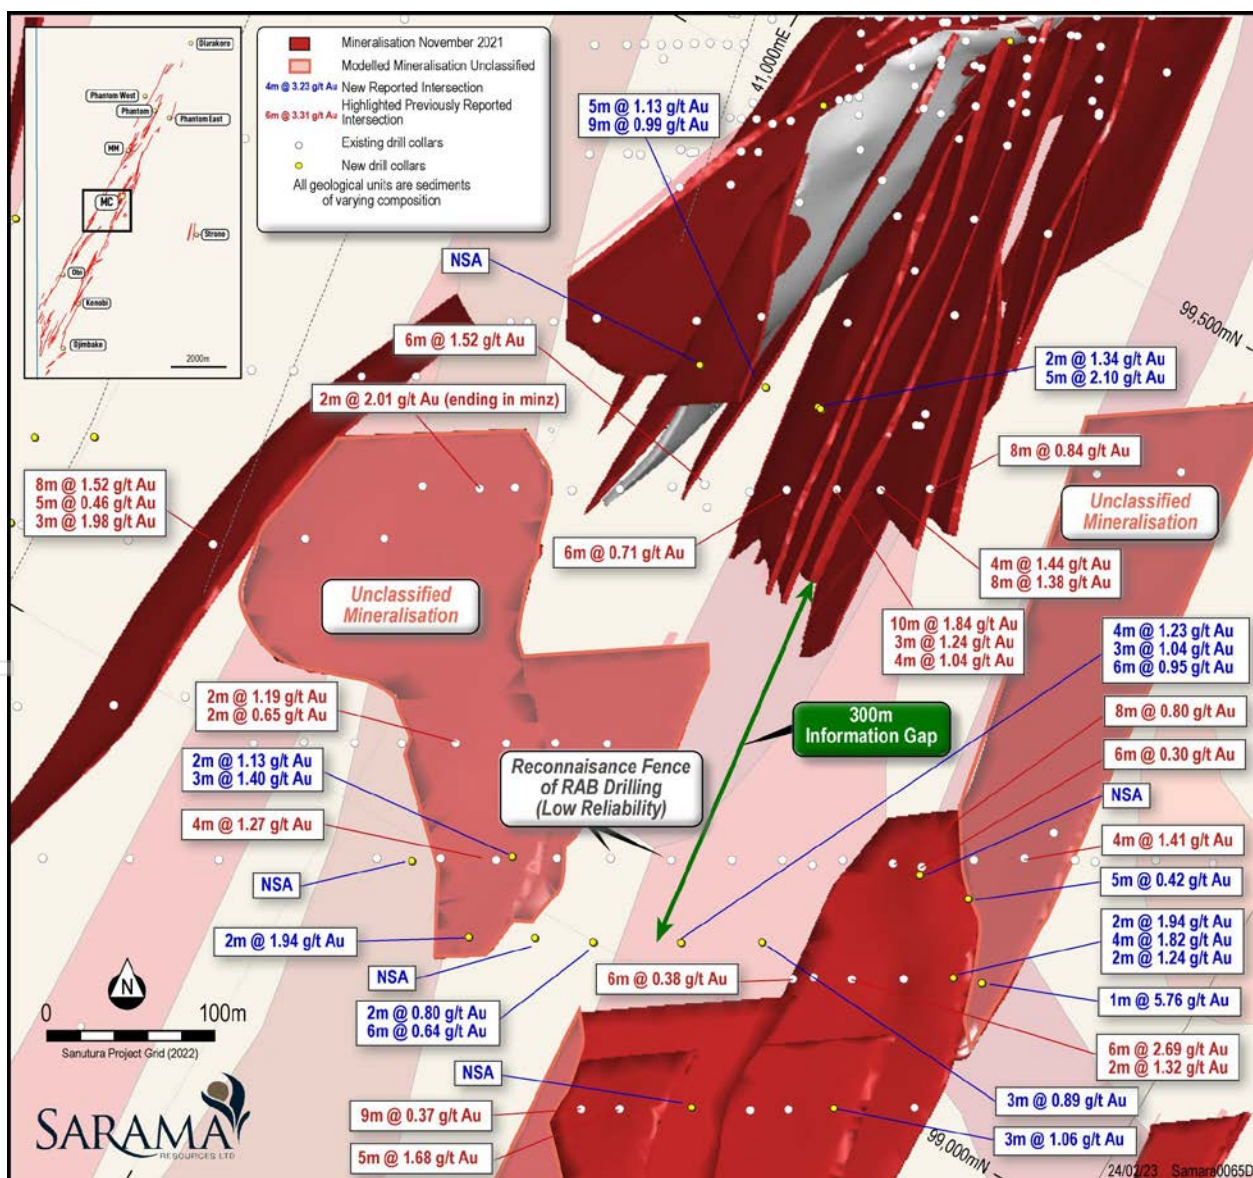 Dlarakoro
Phantom West
Phantom
Phantom East
MM
MC
Strone
Obi
Kenobi
Djimbake
2000m
Mineralisation November 2021
Modelled Mineralisation Unclassified
4m @ 3.23 g/t Au New Reported Intersection
6m @ 3.31 g/t Au Highlighted Previously Reported
Intersection
Existing drill collars
New drill collars
All geological units are sediments
of varying composition
41,000mE
5m @ 1.13 g/t Au
9m @ 0.99 g/t Au
NSA
99,500mN
6m @ 1.52 g/t Au
2m @ 1.34 g/t Au
5m @ 2.10 g/t Au
2m @ 2.01 g/t Au (ending in minz)
8m @ 0.84 g/t Au
8m @ 1.52 g/t Au
5m @ 0.46 g/t Au
3m @ 1.98 g/t Au
Unclassified
Mineralisation
6m @ 0.71 g/t Au
4m @ 1.44 g/t Au
8m @ 1.38 g/t Au
Unclassified
Mineralisation
10m @ 1.84 g/t Au
3m @ 1.24 g/t Au
4m @ 1.04 g/t Au
4m @ 1.23 g/t Au
3m @ 1.04 g/t Au
6m @ 0.95 g/t Au
2m @ 1.19 g/t Au
2m @ 0.65 g/t Au
8m @ 0.80 g/t Au
300m
Information Gap
6m @ 0.30 g/t Au
2m @ 1.13 g/t Au
3m @ 1.40 g/t Au
Reconnaisance Fence
of RAB Drilling
(Low Reliability)
NSA
4m @ 1.27 g/t Au
4m @ 1.41 g/t Au
NSA
5m @ 0.42 g/t Au
2m @ 1.94 g/t Au
2m @ 1.94 g/t Au
4m @ 1.82 g/t Au
2m @ 1.24 g/t Au
NSA
6m @ 0.38 g/t Au
1m @ 5.76 g/t Au
2m @ 0.80 g/t Au
6m @ 0.64 g/t Au
N
0 100m
Sanutura Project Grid (2022)
6m @ 2.69 g/t Au
2m @ 1.32 g/t Au
NSA
3m @ 0.89 g/t Au
9m @ 0.37 g/t Au
3m @ 1.06 g/t Au
5m @ 1.68 g/t Au
99,000mN
SARAMA
RESOURCES LTD
24/02/23 Samara0065D